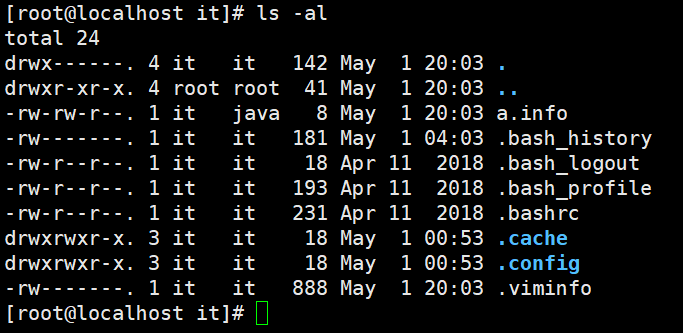 [root@localhost it]# ls -al
total 24
drwx------. 4 it   it   142 May  1 20:03 .
drwxr-xr-x. 4 root root  41 May  1 20:03 ..
-rw-rw-r--. 1 it   java   8 May  1 20:03 a.info
-rw-------. 1 it   it   181 May  1 04:03 .bash_history
-rw-r--r--. 1 it   it    18 Apr 11  2018 .bash_logout
-rw-r--r--. 1 it   it   193 Apr 11  2018 .bash_profile
-rw-r--r--. 1 it   it   231 Apr 11  2018 .bashrc
drwxrwxr-x. 3 it   it    18 May  1 00:53 .cache
drwxrwxr-x. 3 it   it    18 May  1 00:53 .config
-rw-------. 1 it   it   888 May  1 20:03 .viminfo
[root@localhost it]#